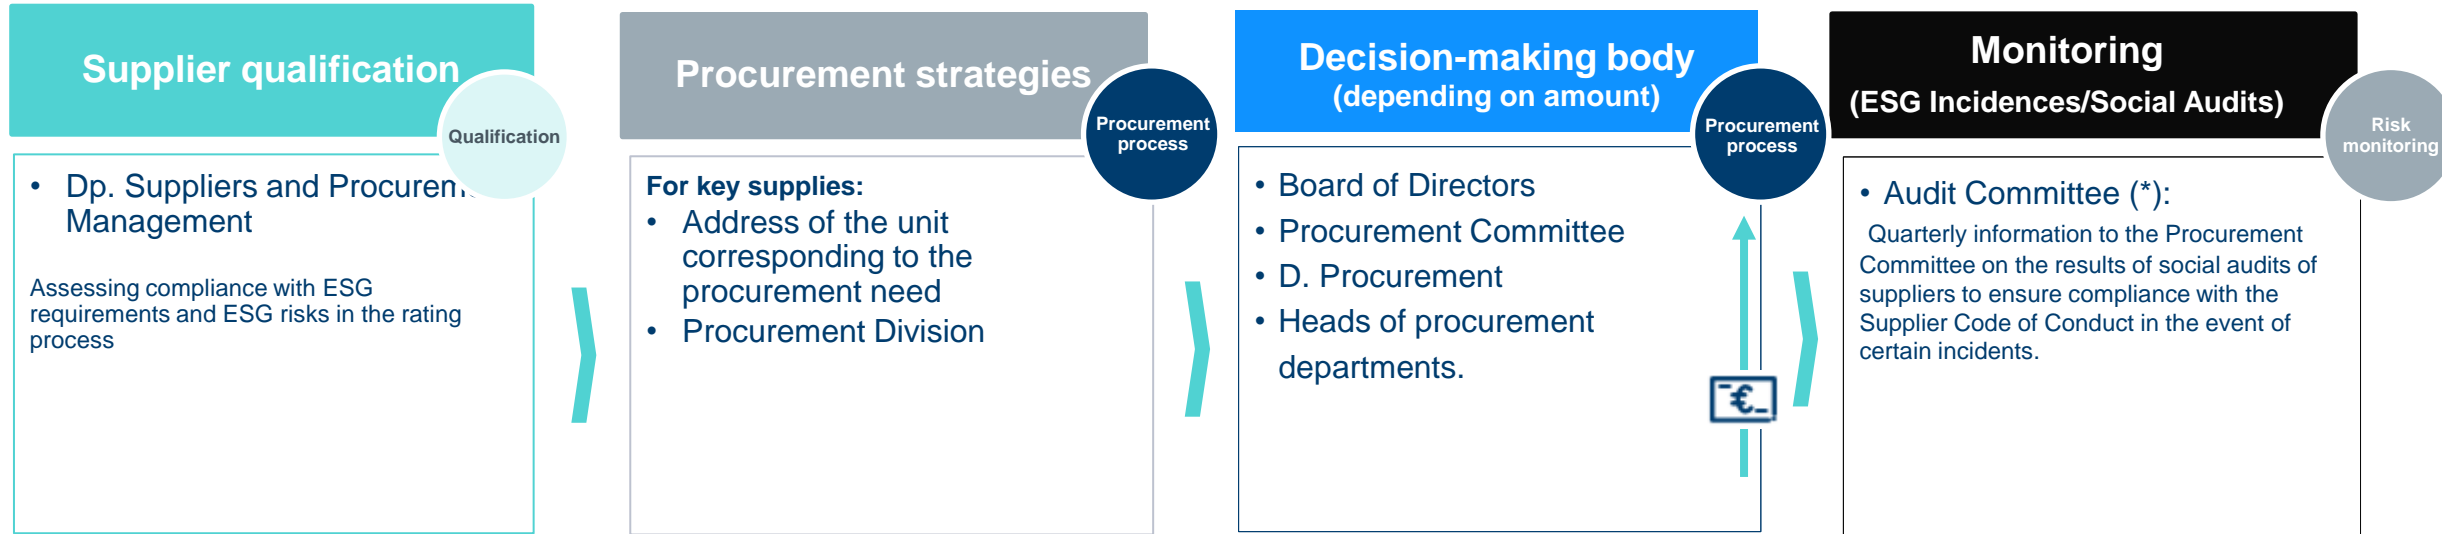 Supplier qualification
Qualification
• Dp. Suppliers and Procurem
Management
Assessing compliance with ESG
requirements and ESG risks in the rating
process
Procurement strategies
Procurement
process
For key supplies:
• Address of the unit
corresponding to the
procurement need
• Procurement Division
Decision-making body
(depending on amount)
Procurement
process
• Board of Directors
• Procurement Committee
• D. Procurement
• Heads of procurement
departments.
€
Monitoring
(ESG Incidences/Social Audits)
Risk
monitoring
• Audit Committee (*):
Quarterly information to the Procurement
Committee on the results of social audits of
suppliers to ensure compliance with the
Supplier Code of Conduct in the event of
certain incidents.